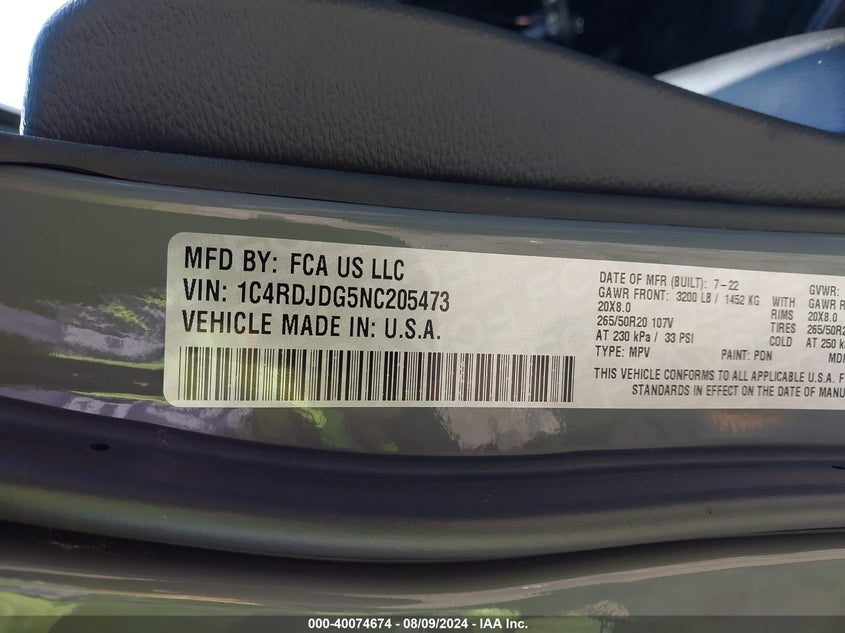 MFD BY: FCA US LLC
VIN: 1C4RDJDG5NC205473
VEHICLE MADE IN: U.S.A.
DATE OF MFR (BUILT): 7-22
GAWR FRONT: 3200 LB / 1452 KG WITH
20X8.0 RIMS
265/50R20 107V TIRES
AT 230 kPa / 33 PSI COLD
TYPE: MPV PAINT: PDN
GVWR:
20X8.0
265/50R20
AT 250
THIS VEHICLE CONFORMS TO ALL APPLICABLE U.S.A. F
STANDARDS IN EFFECT ON THE DATE OF MANU
000-40074674 - 08/09/2024 - IAA Inc.